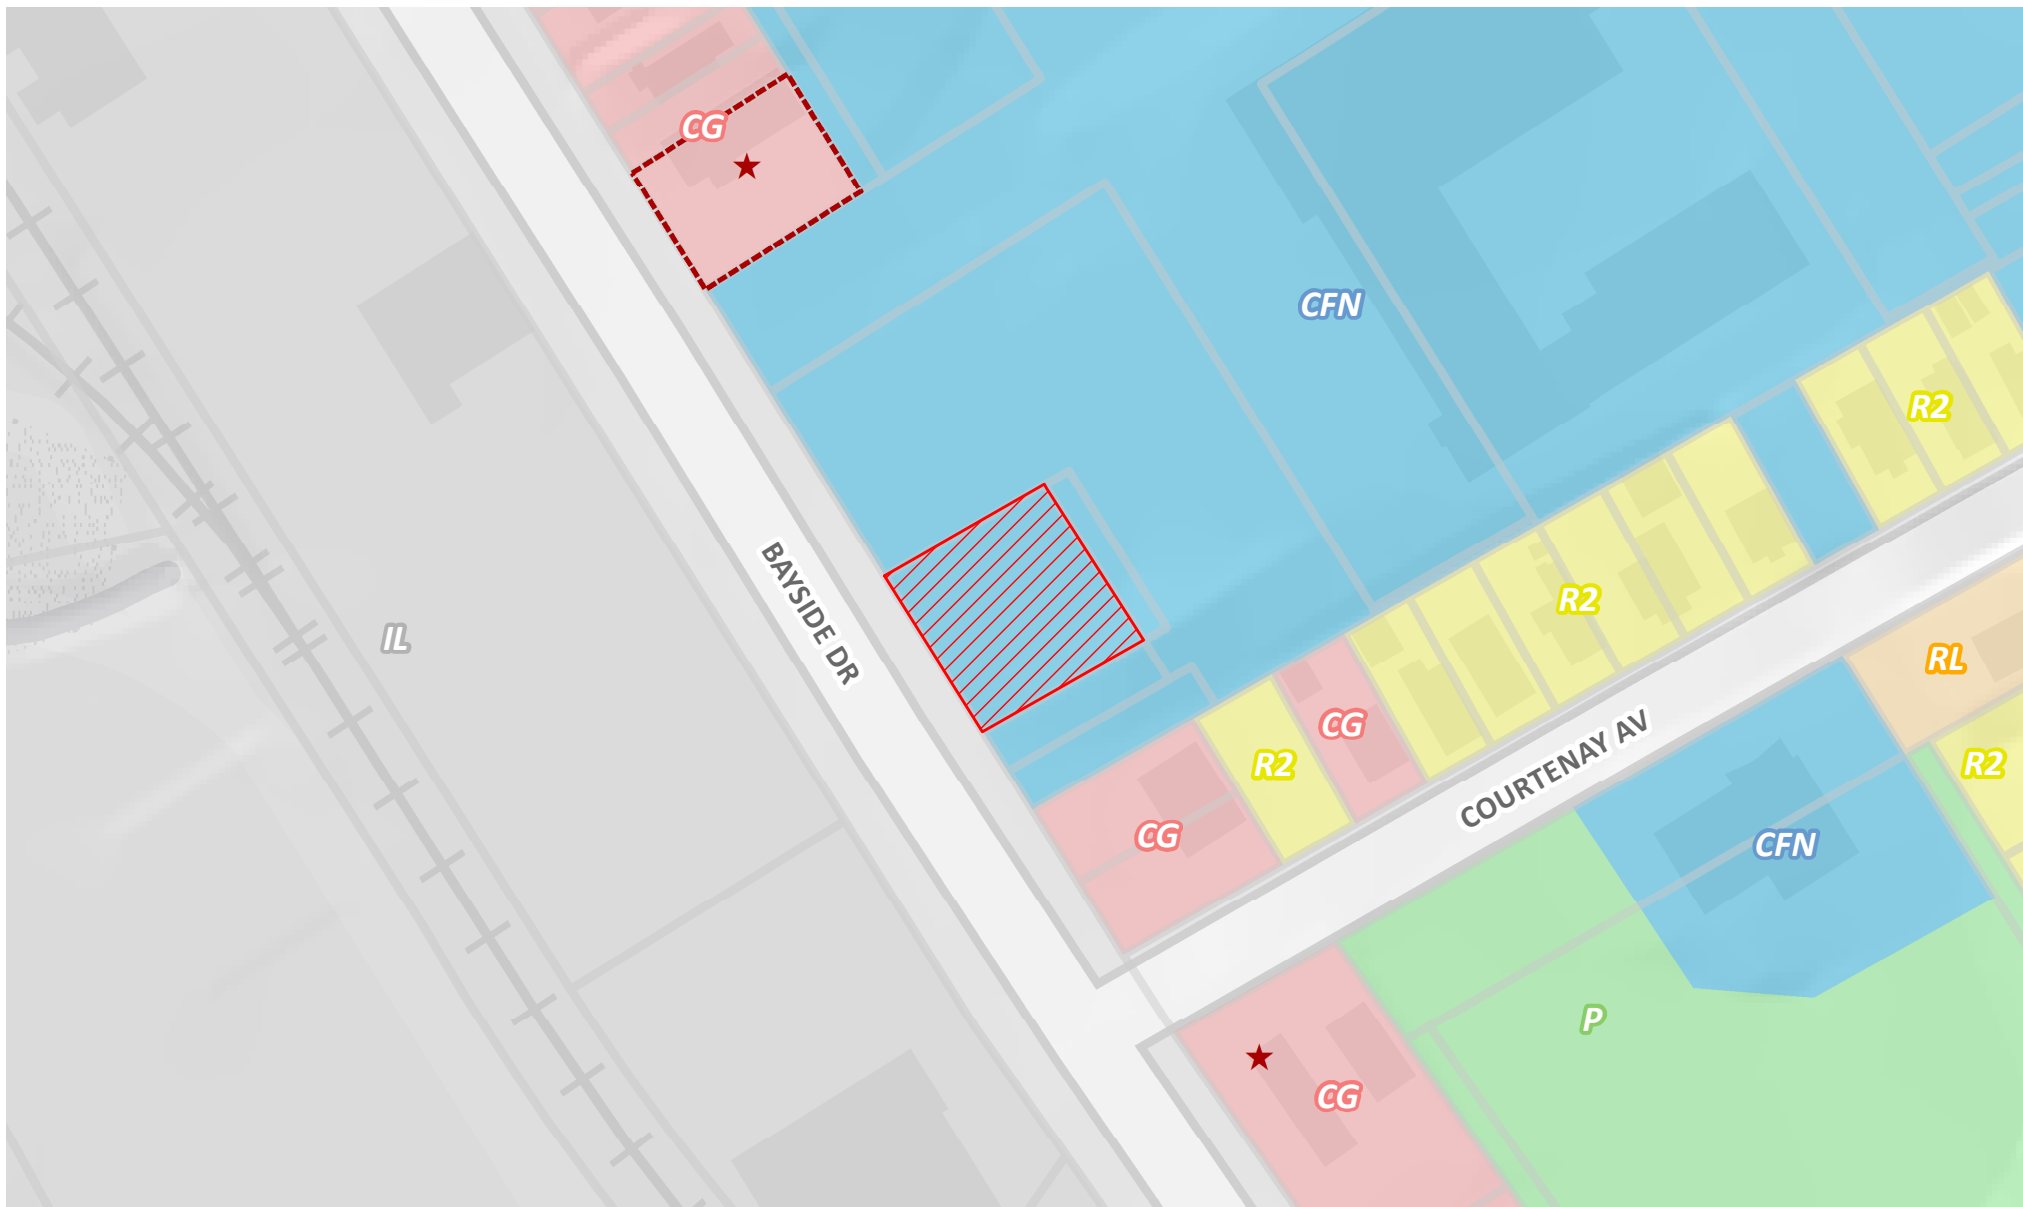 CG
CFN
R2
BAYSIDE DR
R2
IL
RL
CG
R2
COURTENAY AV
R2
CG
CFN
P
CG